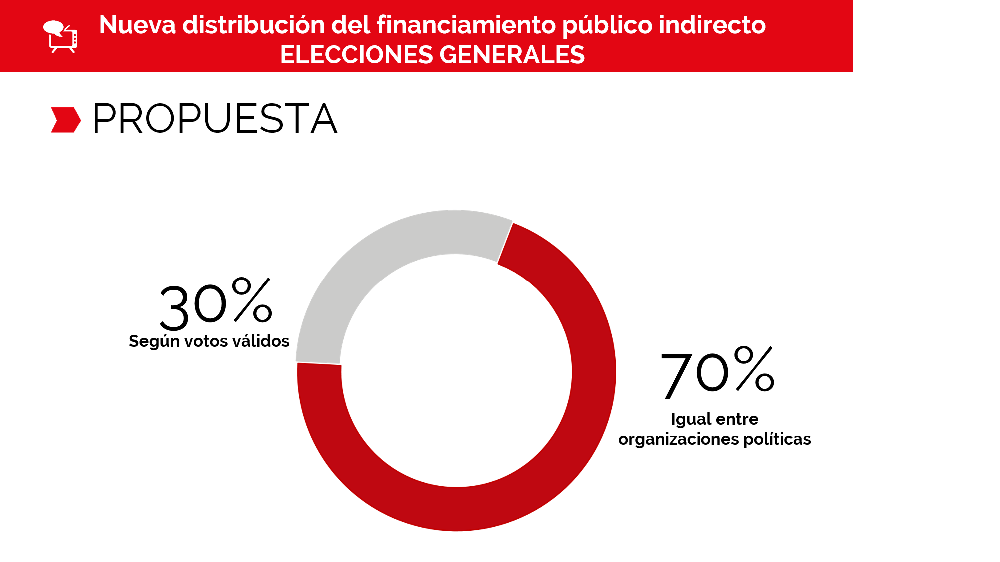 Nueva distribución del financiamiento público indirecto
ELECCIONES GENERALES
PROPUESTA
30%
Según votos válidos
70%
Igual entre
organizaciones políticas